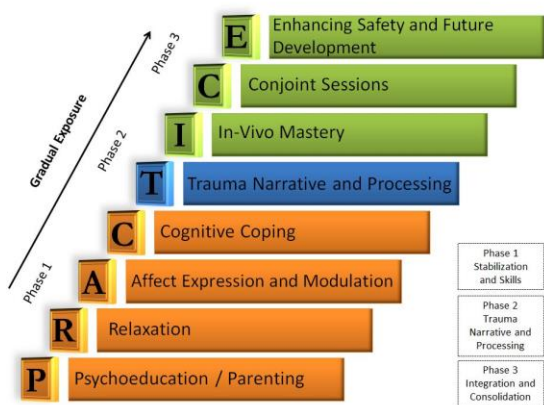 E
Enhancing Safety and Future
Development
Phase 3
C
Conjoint Sessions
I
In-Vivo Mastery
Gradual Exposure
Phase 2
T
Trauma Narrative and Processing
C
Cognitive Coping
A
Affect Expression and Modulation
Phase 1
R
Relaxation
P
Psychoeducation / Parenting
Phase 1
Stabilization
and Skills
Phase 2
Trauma
Narrative and
Processing
Phase 3
Integration and
Consolidation